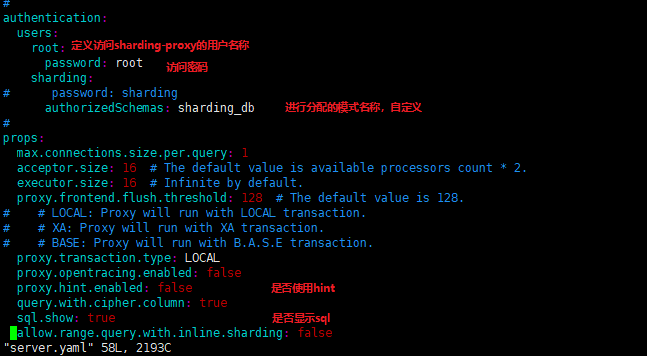 #
authentication:
  users:
    root: 定义访问sharding-proxy的用户名称
      password: root 访问密码
    sharding:
#      password: sharding
      authorizedSchemas: sharding_db 进行分配的模式名称，自定义
#
props:
  max.connections.size.per.query: 1
  acceptor.size: 16  # The default value is available processors count * 2.
  executor.size: 16  # Infinite by default.
  proxy.frontend.flush.threshold: 128  # The default value is 128.
#    # LOCAL: Proxy will run with LOCAL transaction.
#    # XA: Proxy will run with XA transaction.
#    # BASE: Proxy will run with B.A.S.E transaction.
  proxy.transaction.type: LOCAL
  proxy.opentracing.enabled: false
  proxy.hint.enabled: false 是否使用hint
  query.with.cipher.column: true
  sql.show: true 是否显示sql
  allow.range.query.with.inline.sharding: false
"server.yaml" 58L, 2193C